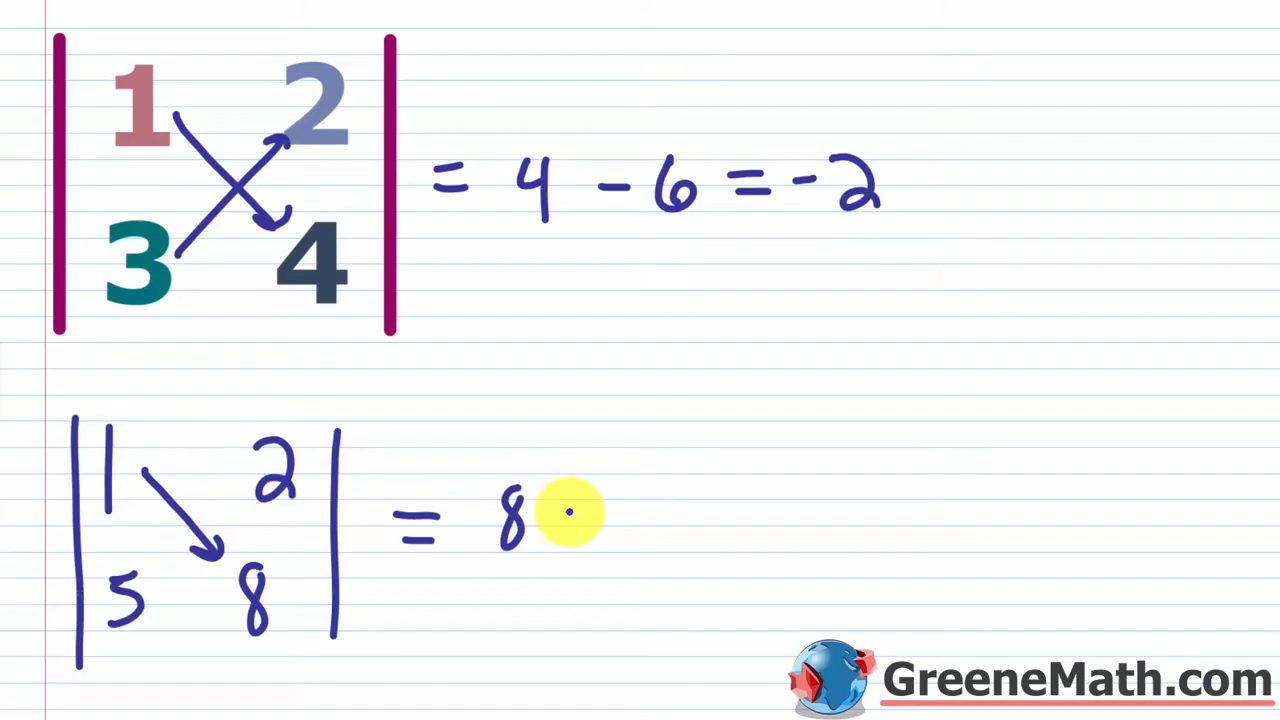 1 2
3 4
= 4 - 6 = -2
1 2
5 8
= 8
GreeneMath.com